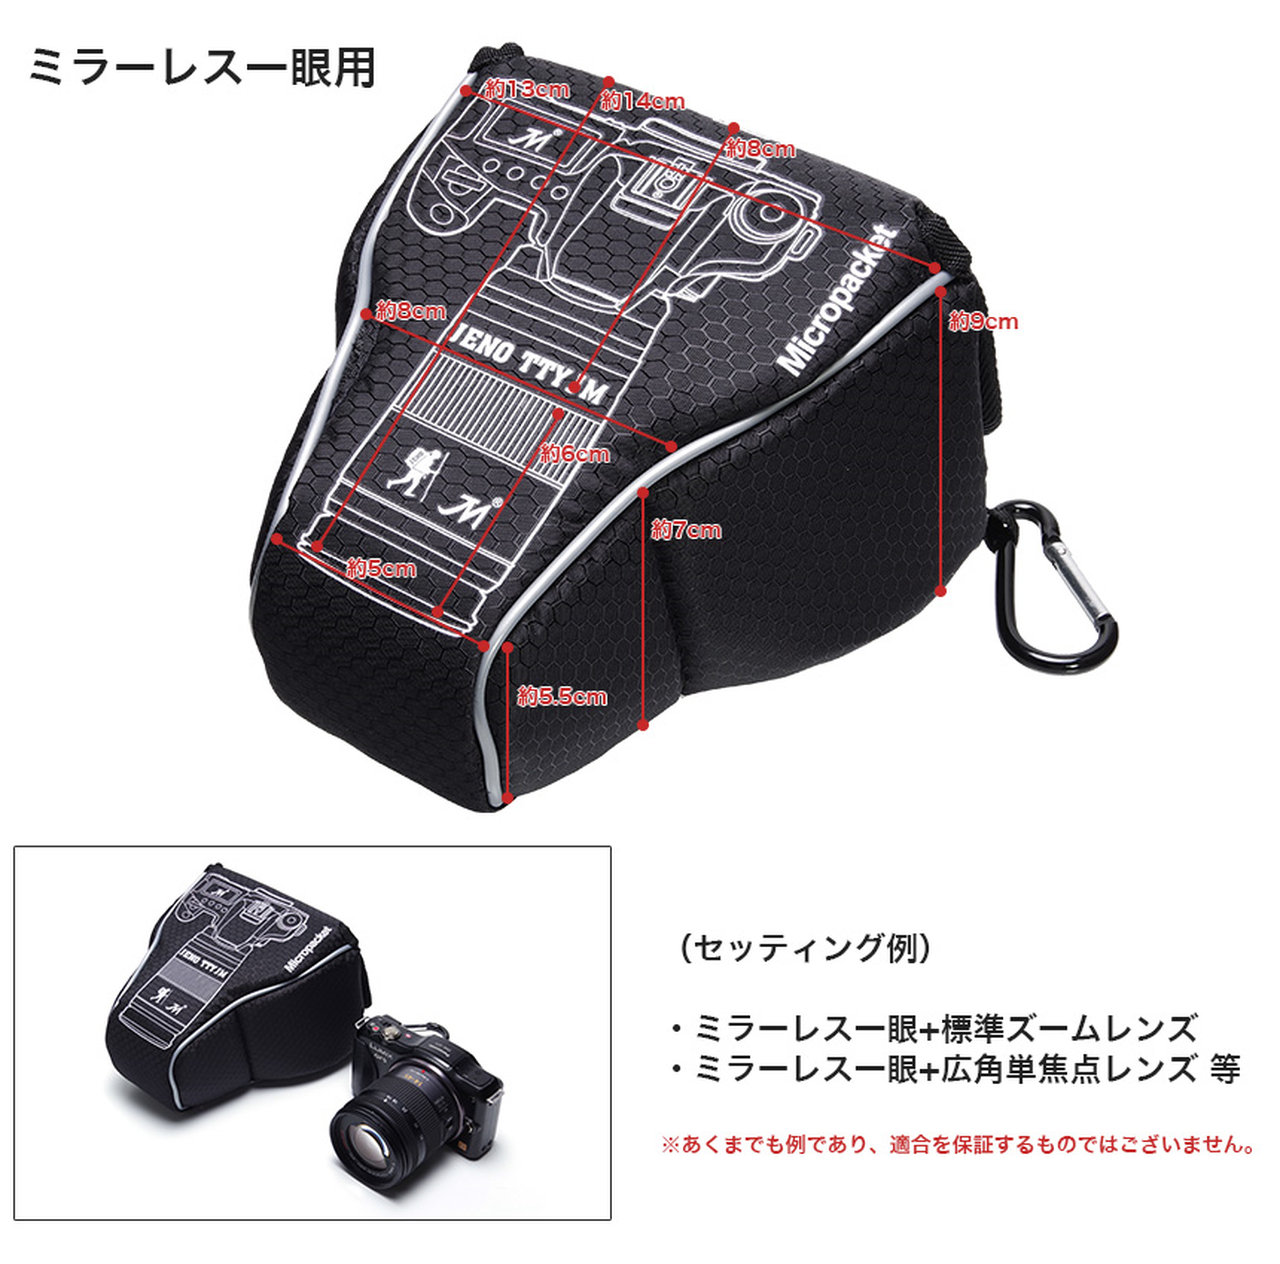 ミラーレス一眼用
約13cm
約14cm
約8cm
Micropacket
約9cm
約8cm
JENO TTYJM
約6cm
JM®
約7cm
約5cm
約5.5cm
JENO TTYJM
Micropacket
（セッティング例）
・ミラーレス一眼+標準ズームレンズ
・ミラーレス一眼+広角単焦点レンズ 等
※あくまでも例であり、適合を保証するものではございません。